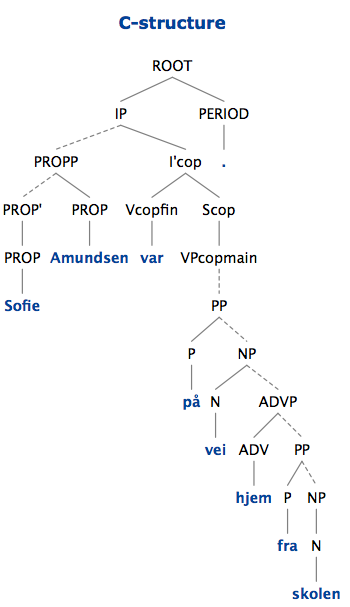 C-structure
ROOT
IP PERIOD
PROPP I'cop .
PROP' PROP Vcopfin Scop
PROP Amundsen var VPcopmain
Sofie
PP
P NP
på N ADVP
vei ADV PP
hjem P NP
fra N
skolen